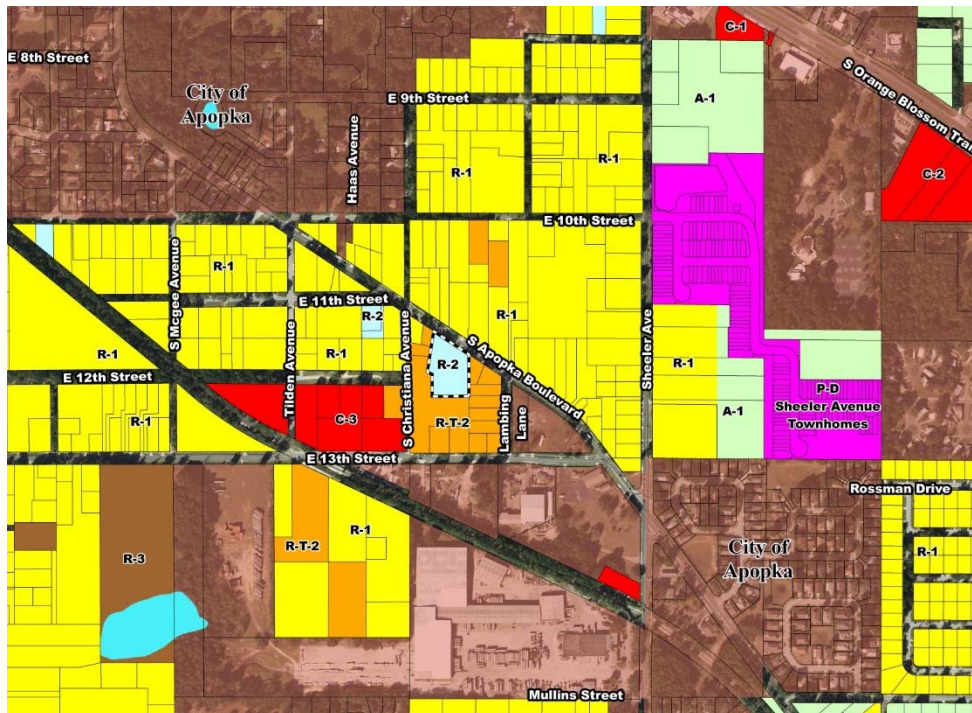 C-1
E 8th Street
S Orange Blossom Trail
City of
Apopka
E 9th Street
A-1
Haas Avenue
R-1
R-1
C-2
E 10th Street
S Mcgee Avenue
R-1
E 11th Street
R-2
R-1
S Apopka Boulevard
Sheeler Ave
R-1
R-1
Tilden Avenue
S Christiana Avenue
R-2
R-1
E 12th Street
P-D
Sheeler Avenue
Townhomes
R-1
C-3
R-T-2
Lambing
Lane
A-1
E 13th Street
Rossman Drive
R-1
R-T-2
R-3
City of
Apopka
R-1
Mullins Street